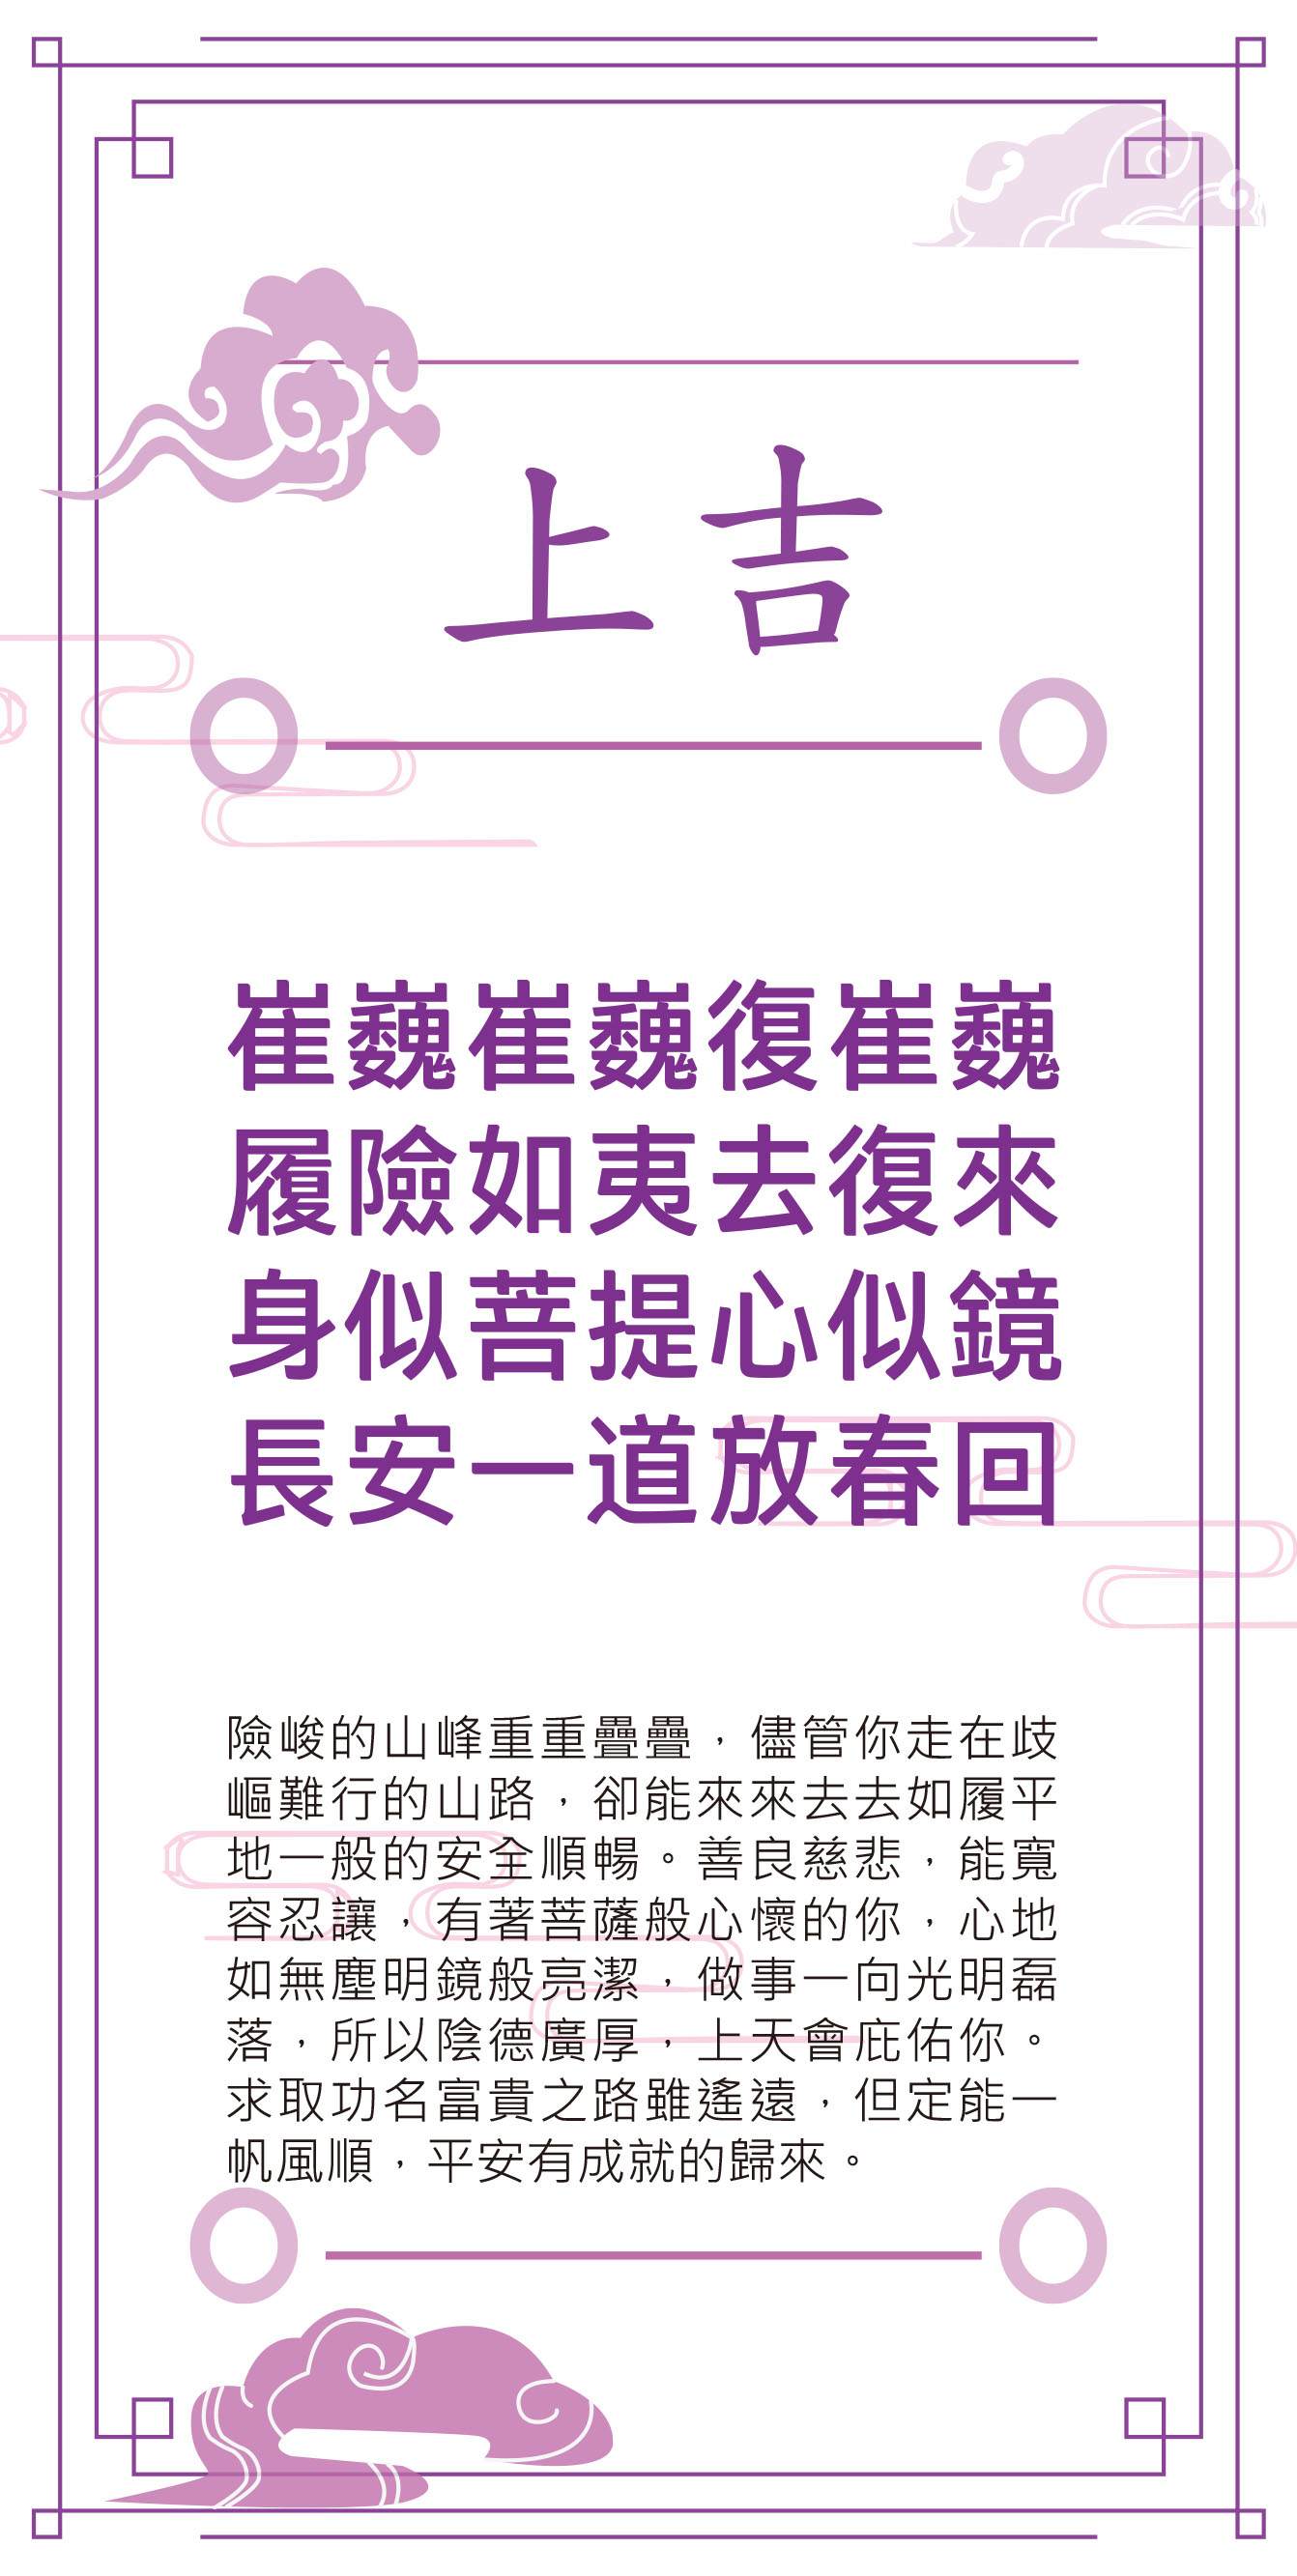 上吉
崔巍崔巍復崔巍
履險如夷去復來
身似菩提心似鏡
長安一道放春回
險峻的山峰重重疊疊，儘管你走在歧
嶇難行的山路，卻能來來去去如履平
地一般的安全順暢。善良慈悲，能寬
容忍讓，有著菩薩般心懷的你，心地
如無塵明鏡般亮潔，做事一向光明磊
落，所以陰德廣厚，上天會庇佑你。
求取功名富貴之路雖遙遠，但定能一
帆風順，平安有成就的歸來。